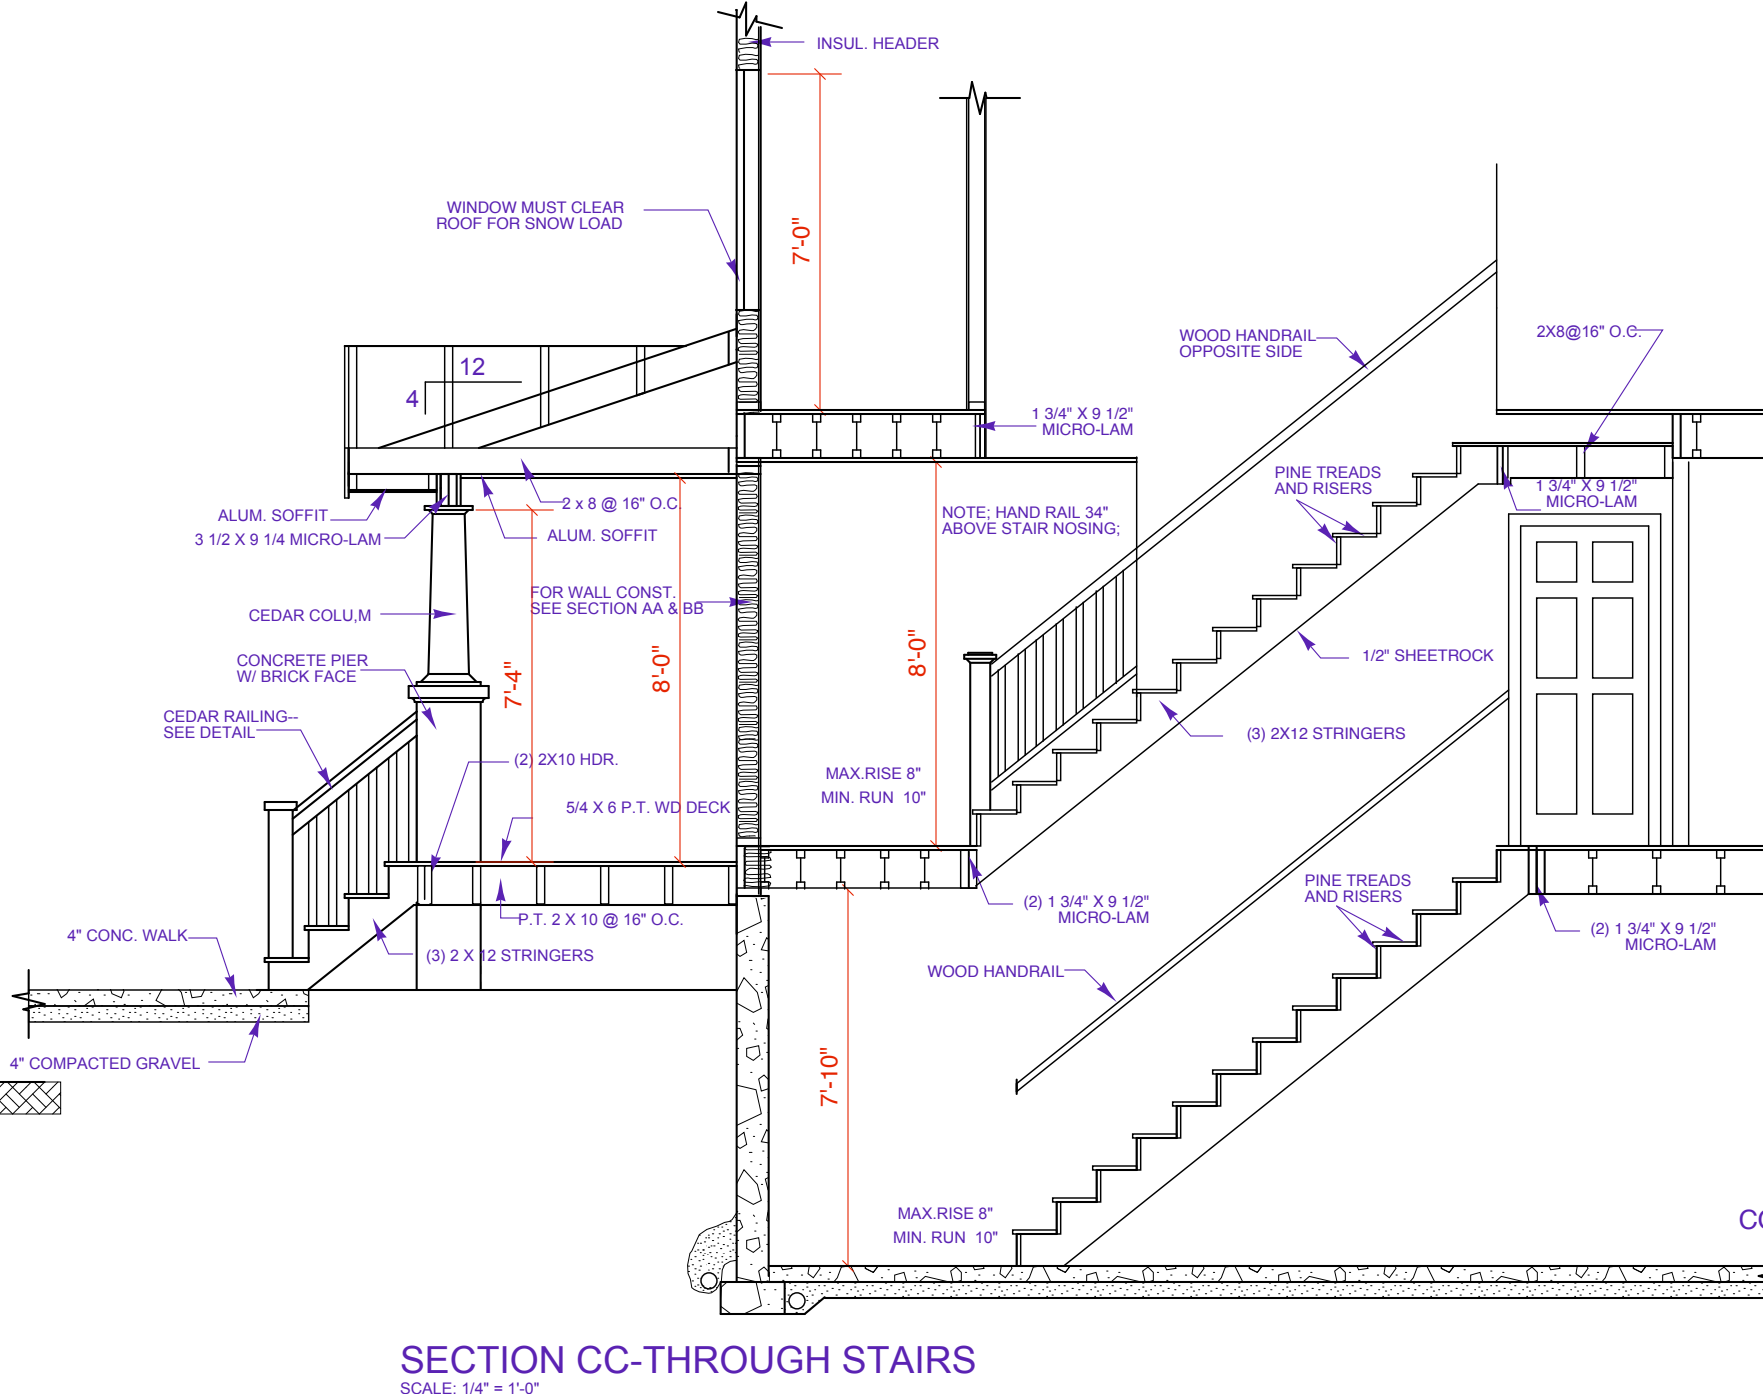 INSUL. HEADER
WINDOW MUST CLEAR
ROOF FOR SNOW LOAD
7'-0"
WOOD HANDRAIL
OPPOSITE SIDE
2X8@16" O.C.
12
4
1 3/4" X 9 1/2"
MICRO-LAM
PINE TREADS
AND RISERS
1 3/4" X 9 1/2"
MICRO-LAM
2 x 8 @ 16" O.C.
ALUM. SOFFIT
3 1/2 X 9 1/4 MICRO-LAM
ALUM. SOFFIT
NOTE; HAND RAIL 34"
ABOVE STAIR NOSING;
FOR WALL CONST.
SEE SECTION AA & BB
CEDAR COLU,M
CONCRETE PIER
W/ BRICK FACE
7'-4"
8'-0"
8'-0"
1/2" SHEETROCK
CEDAR RAILING--
SEE DETAIL
(3) 2X12 STRINGERS
(2) 2X10 HDR.
MAX.RISE 8"
MIN. RUN 10"
5/4 X 6 P.T. WD DECK
PINE TREADS
AND RISERS
(2) 1 3/4" X 9 1/2"
MICRO-LAM
P.T. 2 X 10 @ 16" O.C.
(2) 1 3/4" X 9 1/2"
MICRO-LAM
4" CONC. WALK
(3) 2 X 12 STRINGERS
WOOD HANDRAIL
4" COMPACTED GRAVEL
7'-10"
MAX.RISE 8"
MIN. RUN 10"
SECTION CC-THROUGH STAIRS
SCALE: 1/4" = 1'-0"